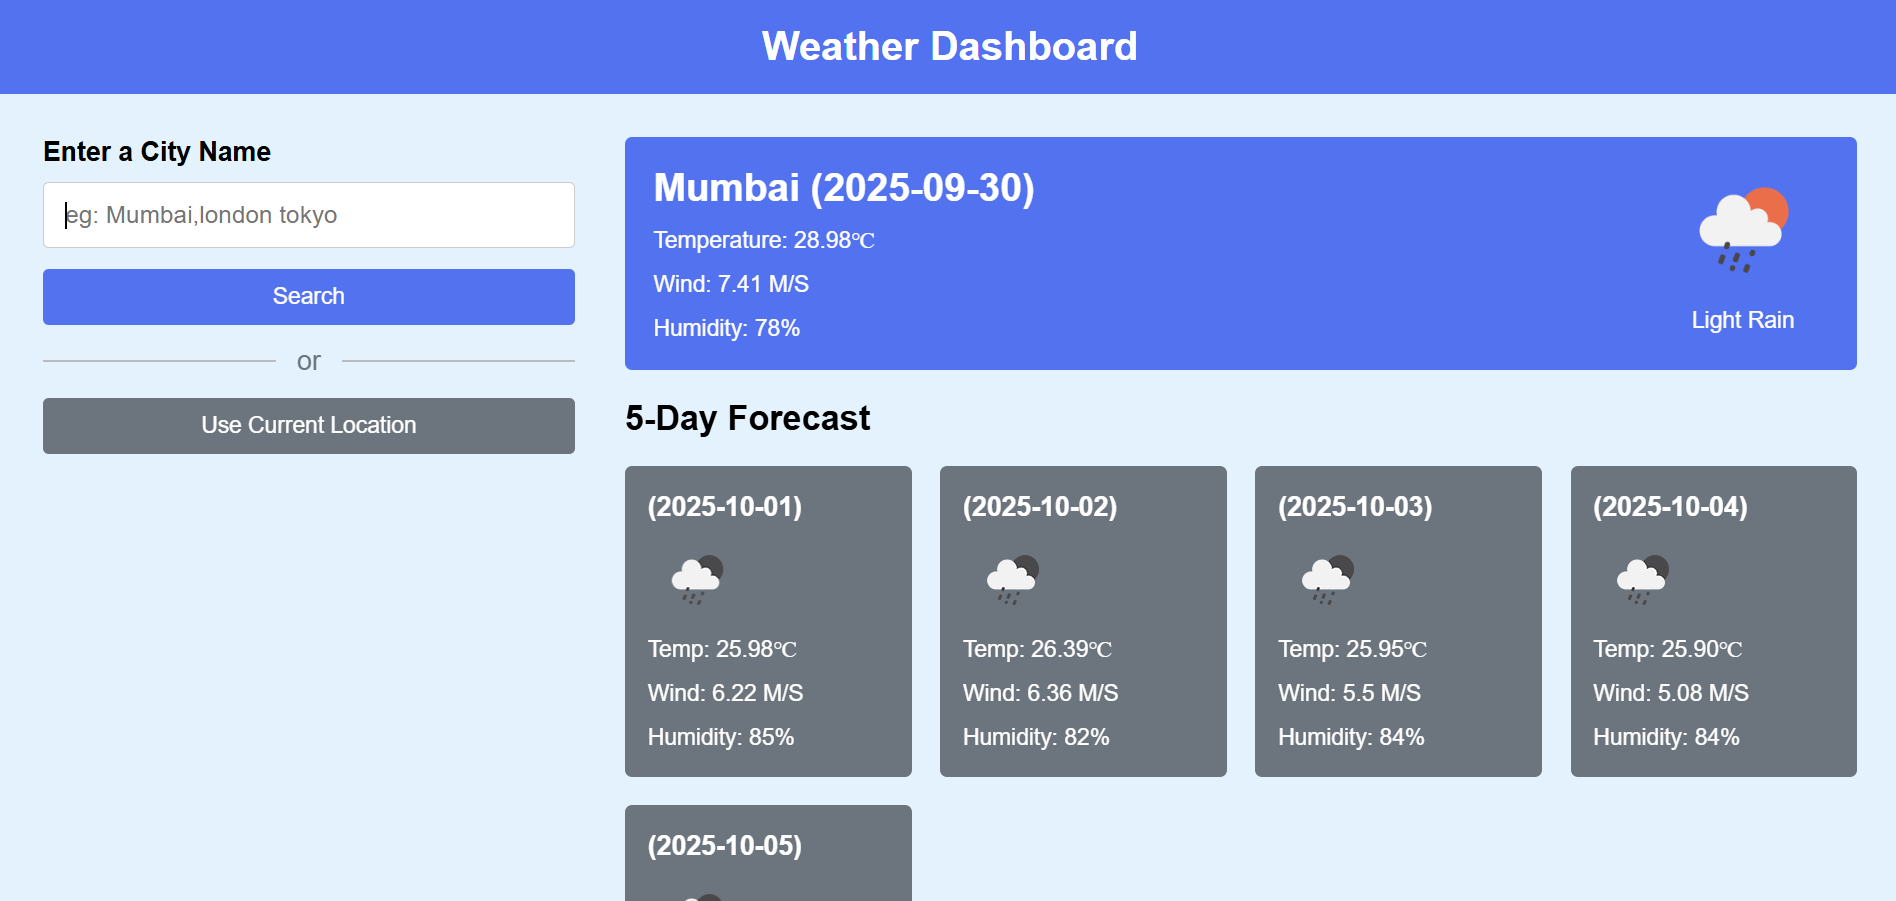 Weather Dashboard
Enter a City Name
eg: Mumbai,london tokyo
Search
or
Use Current Location
Mumbai (2025-09-30)
Temperature: 28.98℃
Wind: 7.41 M/S
Humidity: 78%
Light Rain
5-Day Forecast
(2025-10-01)
Temp: 25.98℃
Wind: 6.22 M/S
Humidity: 85%
(2025-10-02)
Temp: 26.39℃
Wind: 6.36 M/S
Humidity: 82%
(2025-10-03)
Temp: 25.95℃
Wind: 5.5 M/S
Humidity: 84%
(2025-10-04)
Temp: 25.90℃
Wind: 5.08 M/S
Humidity: 84%
(2025-10-05)